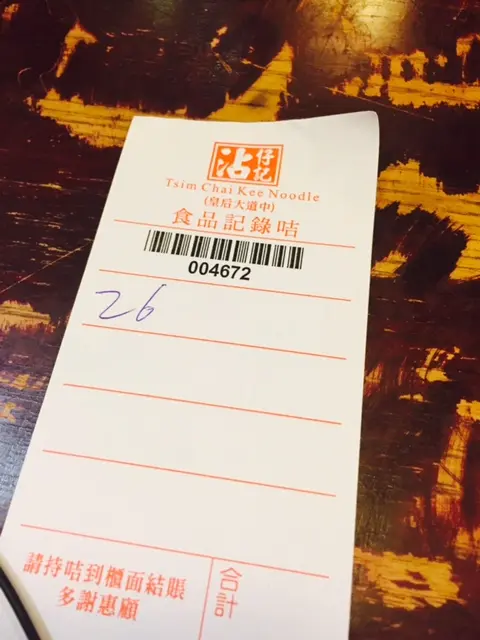 沾仔記
Tsim Chai Kee Noodle
(皇后大道中)
食品記錄咭
004672
26
請持咭到櫃面結賬
多謝惠顧
合計